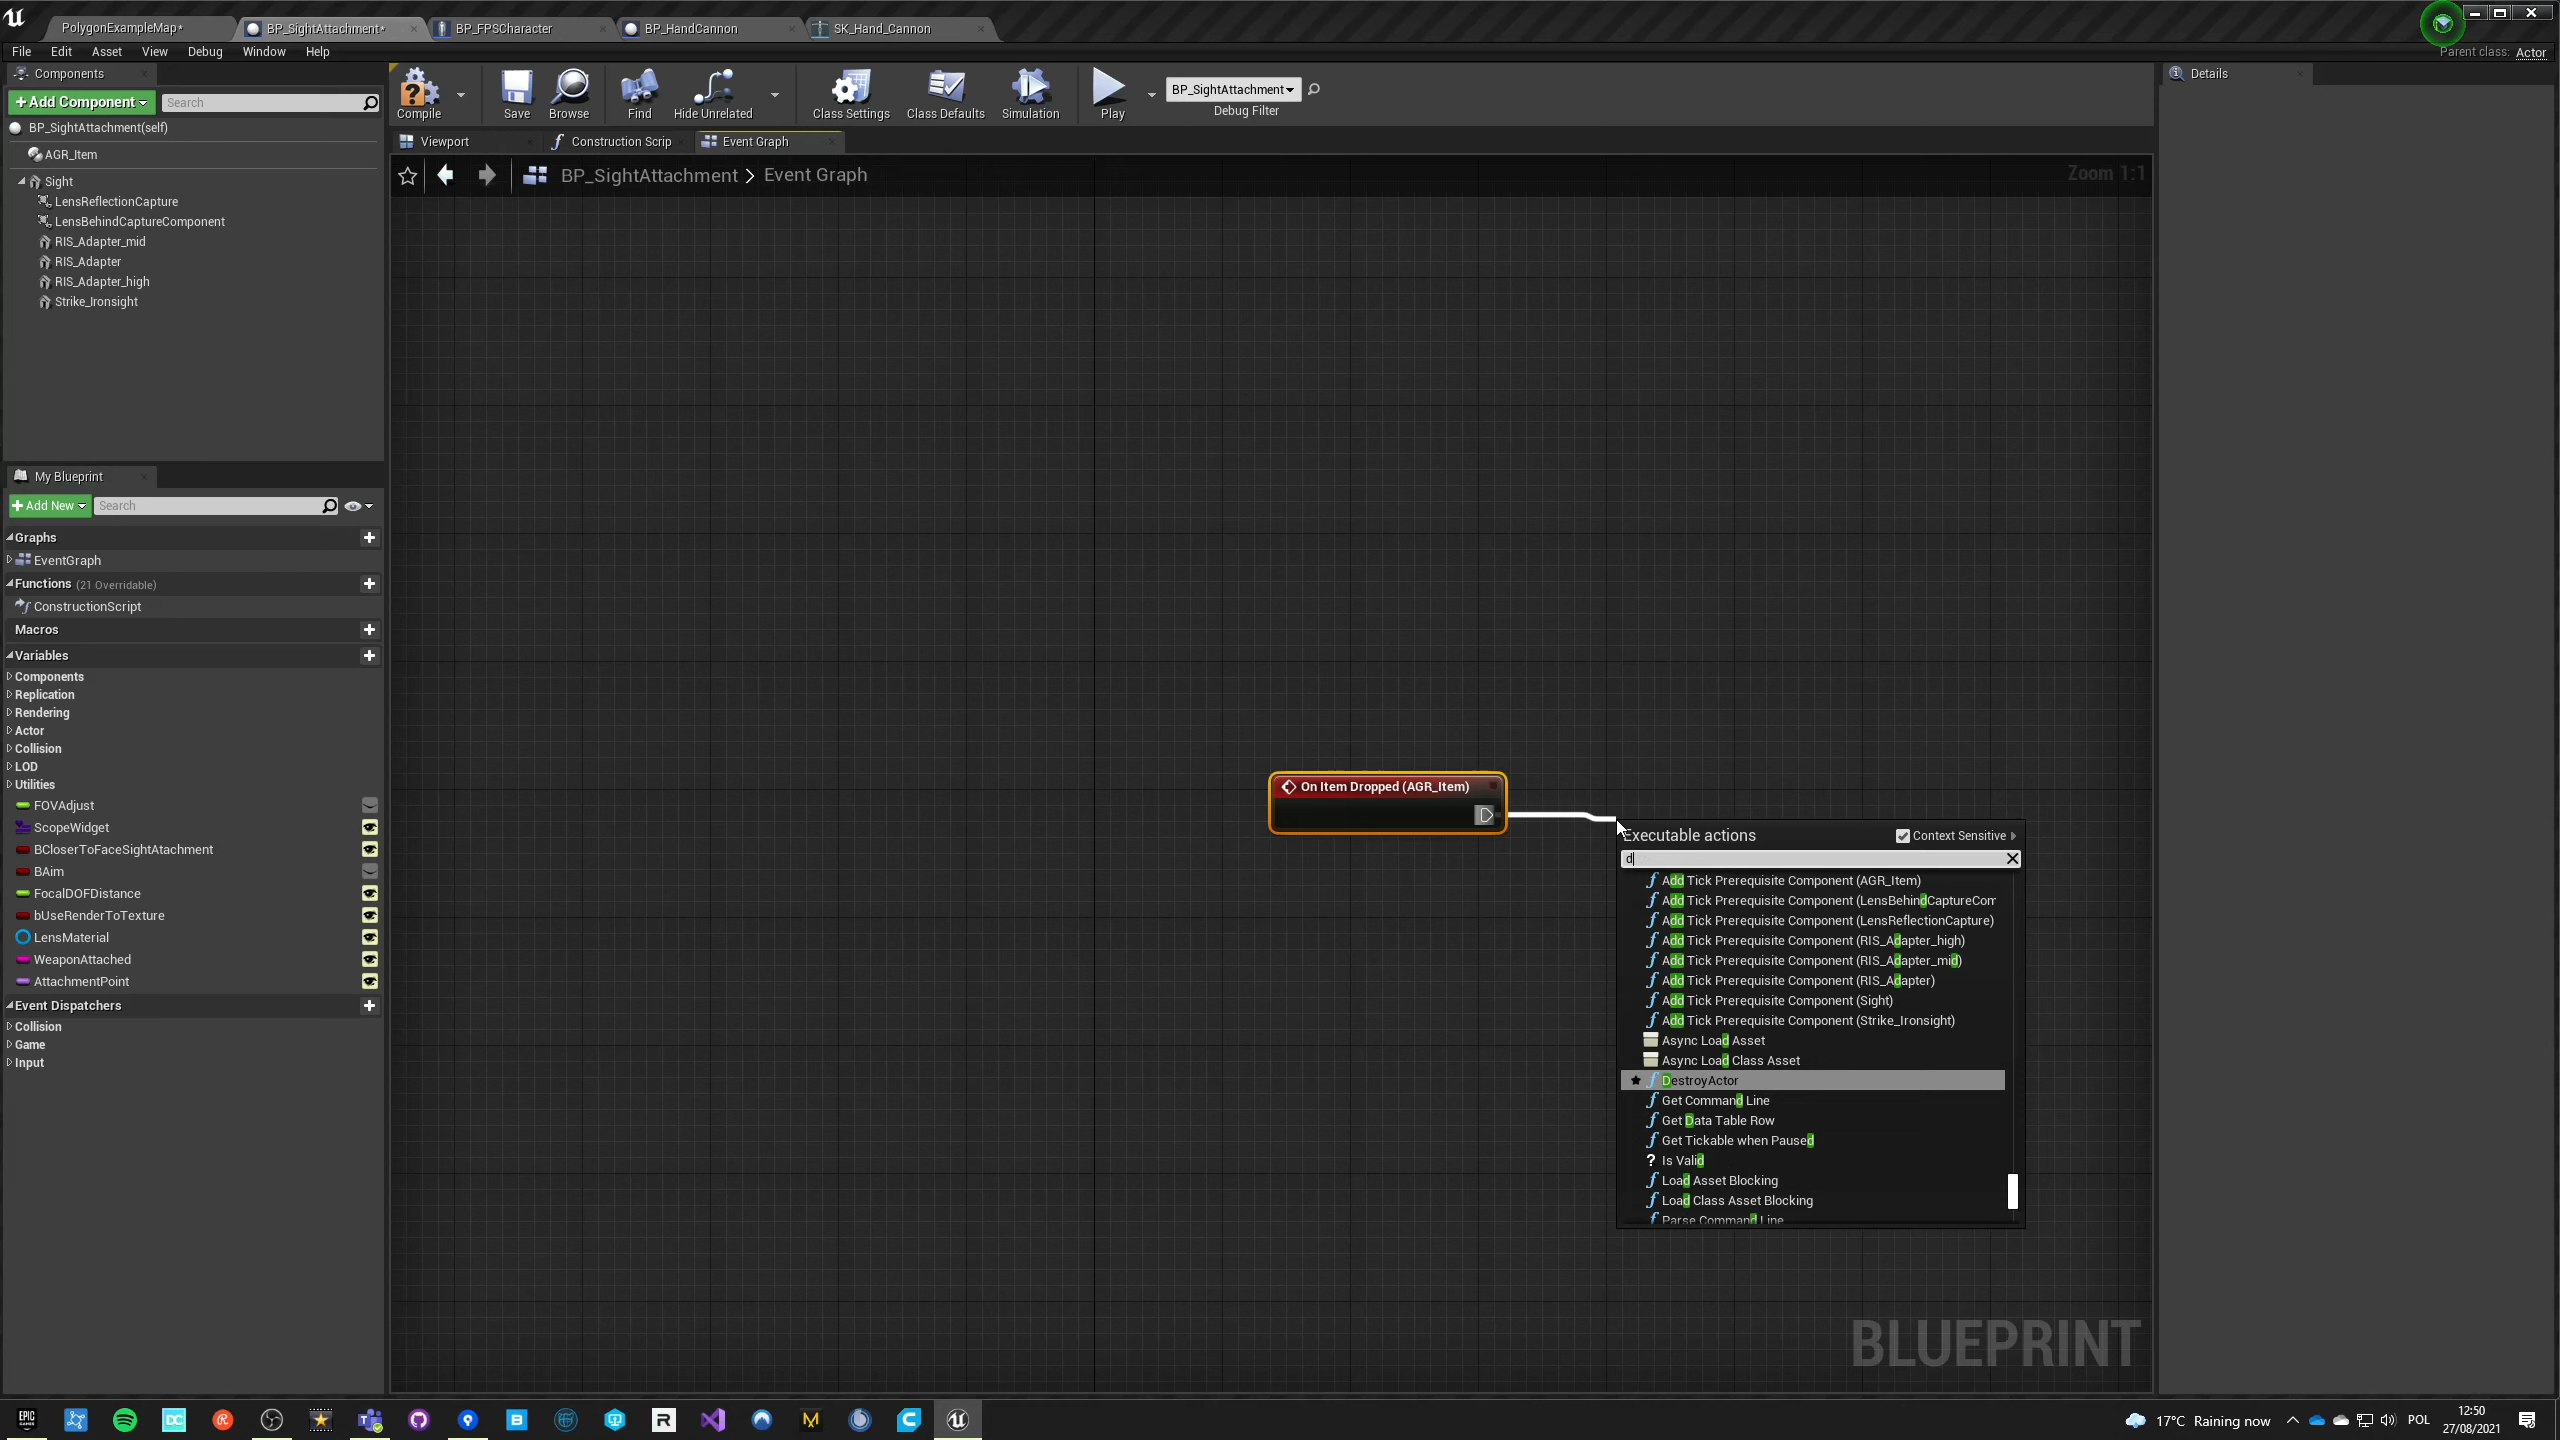 PolygonExampleMap*
BP_SightAttachment*
BP_FPSCharacter
BP_HandCannon
SK_Hand_Cannon
File
Edit
Asset
View
Debug
Window
Help
Parent class: Actor
Components
+Add Component
Search
BP_SightAttachment(self)
AGR_Item
Sight
LensReflectionCapture
LensBehindCaptureComponent
RIS_Adapter_mid
RIS_Adapter
RIS_Adapter_high
Strike_Ironsight
Compile
Save
Browse
Find
Hide Unrelated
Class Settings
Class Defaults
Simulation
Play
BP_SightAttachment
Debug Filter
Details
Viewport
Construction Scrip
Event Graph
BP_SightAttachment > Event Graph
Zoom 1:1
My Blueprint
+Add New
Search
Graphs
EventGraph
Functions (21 Overridable)
ConstructionScript
Macros
Variables
Components
Replication
Rendering
Actor
Collision
LOD
Utilities
FOVAdjust
ScopeWidget
BCloserToFaceSightAtachment
BAim
FocalDOFDistance
bUseRenderToTexture
LensMaterial
WeaponAttached
AttachmentPoint
Event Dispatchers
Collision
Game
Input
On Item Dropped (AGR_Item)
Executable actions
Context Sensitive
d
Add Tick Prerequisite Component (AGR_Item)
Add Tick Prerequisite Component (LensBehindCaptureCom
Add Tick Prerequisite Component (LensReflectionCapture)
Add Tick Prerequisite Component (RIS_Adapter_high)
Add Tick Prerequisite Component (RIS_Adapter_mid)
Add Tick Prerequisite Component (RIS_Adapter)
Add Tick Prerequisite Component (Sight)
Add Tick Prerequisite Component (Strike_Ironsight)
Async Load Asset
Async Load Class Asset
DestroyActor
Get Command Line
Get Data Table Row
Get Tickable when Paused
? Is Valid
Load Asset Blocking
Load Class Asset Blocking
Parse Command Line
BLUEPRINT
EPIC GAMES
DC
17°C Raining now
POL
12:50
27/08/2021